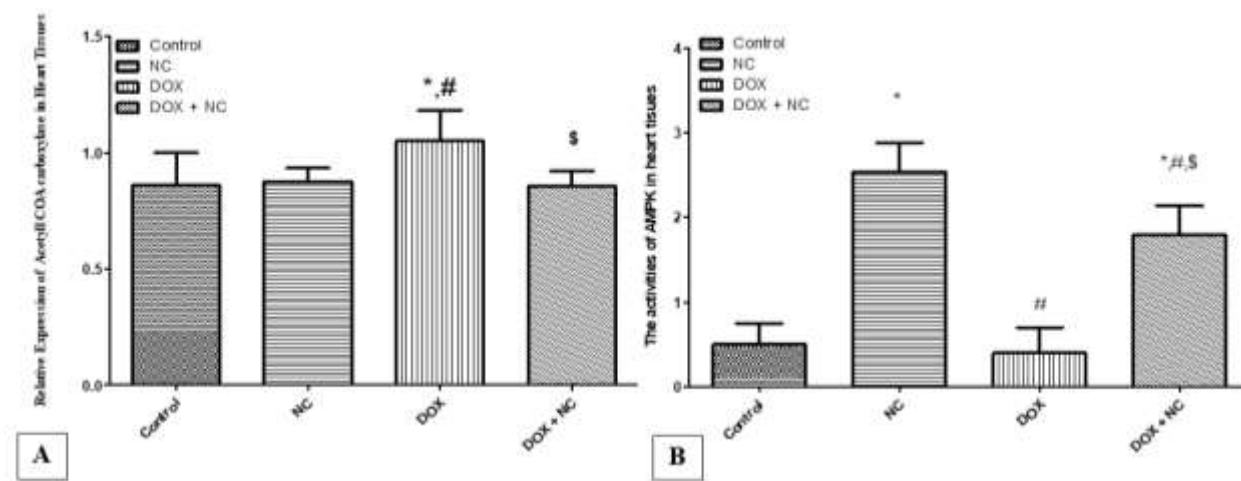 Relative Expression of Acetyll COA carboxylase in Heart Tissues
1.5
1.0
0.5
0.0
Control
NC
DOX
DOX + NC
*,#
$
Control
NC
DOX
DOX + NC
A
The activities of AMPK in heart tisues
4
3
2
1
0
Control
NC
DOX
DOX + NC
*
#
*,#,$
Control
NC
DOX
DOX + NC
B